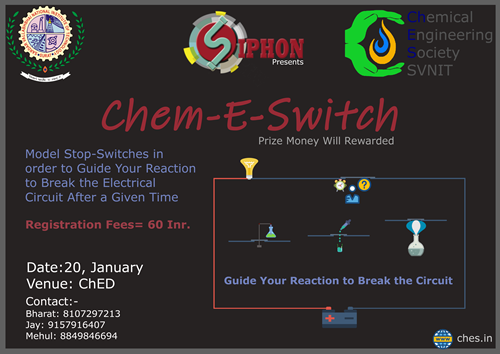 SIPHON
Presents
Chemical
Engineering
Society
SVNIT
Chem-E-Switch
Prize Money Will Rewarded
Model Stop-Switches in
order to Guide Your Reaction
to Break the Electrical
Circuit After a Given Time
Registration Fees= 60 Inr.
Guide Your Reaction to Break the Circuit
Date:20, January
Venue: ChED
Contact:-
Bharat: 8107297213
Jay: 9157916407
Mehul: 8849846694
ches.in